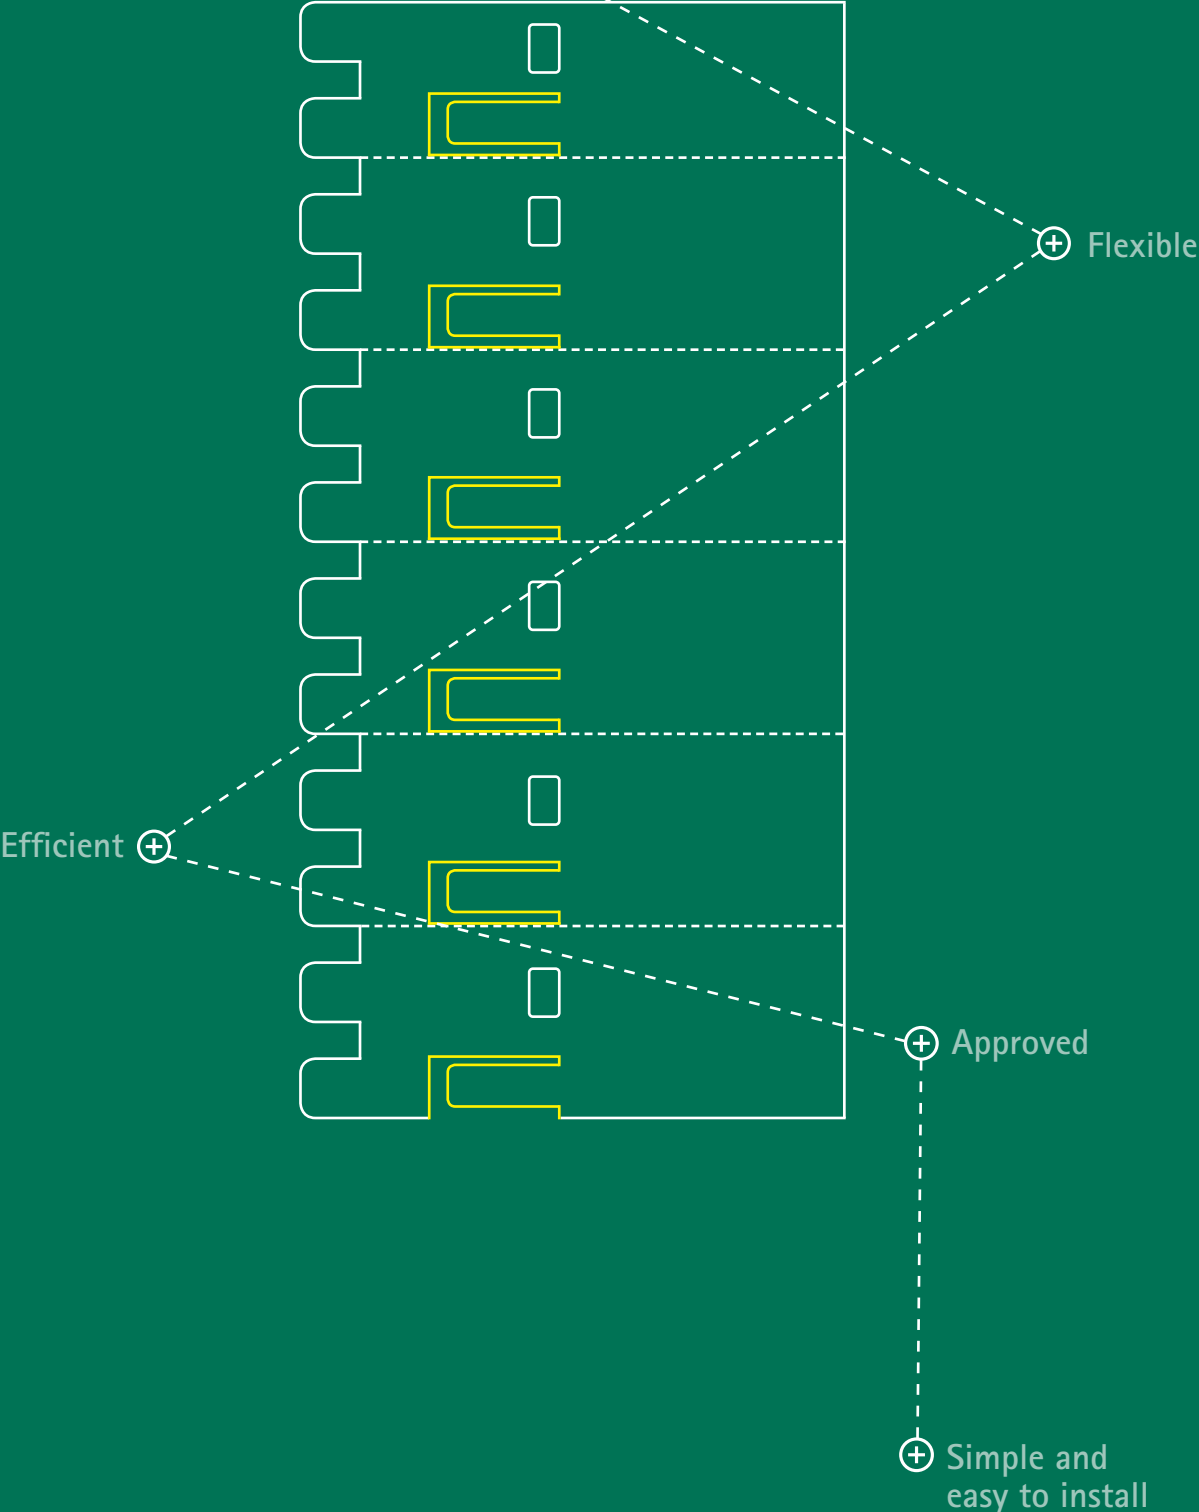 Flexible
Efficient
Approved
Simple and
easy to install